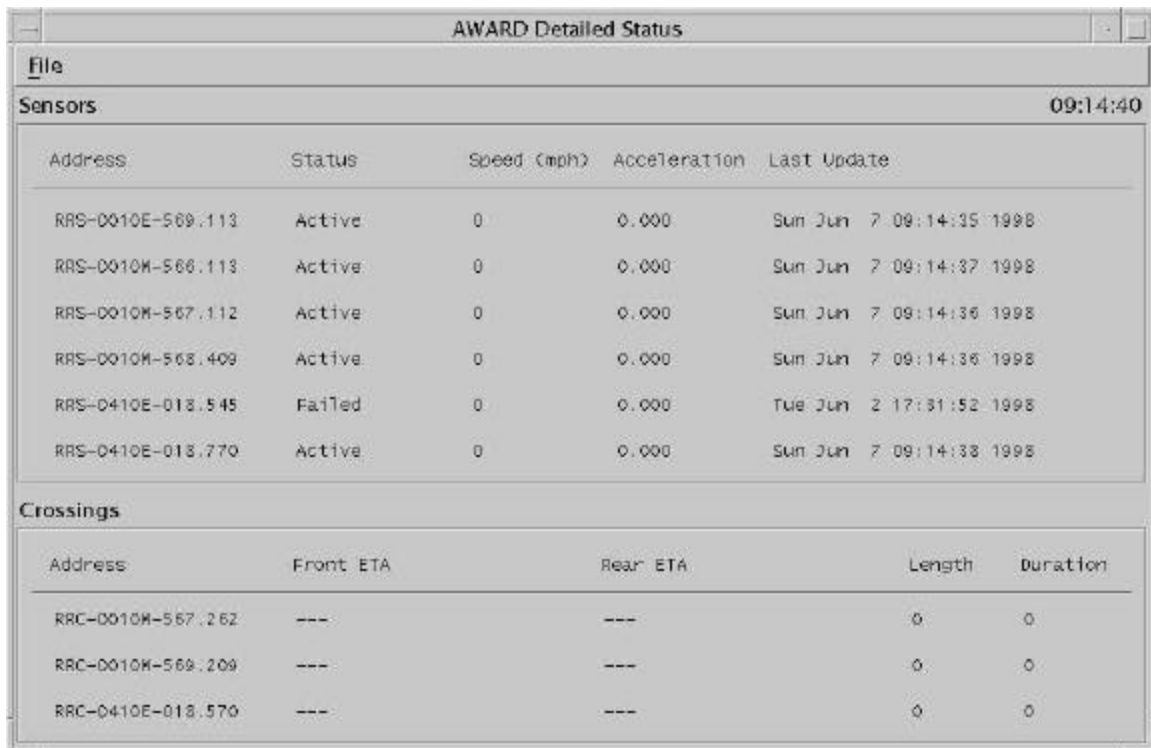 AWARD Detailed Status
File
Sensors 09:14:40
Address Status Speed (mph) Acceleration Last Update
RRS-0010E-569.113 Active 0 0.000 Sun Jun 7 09:14:35 1998
RRS-0010W-566.113 Active 0 0.000 Sun Jun 7 09:14:37 1998
RRS-0010W-567.112 Active 0 0.000 Sun Jun 7 09:14:36 1998
RRS-0010W-568.409 Active 0 0.000 Sun Jun 7 09:14:36 1998
RRS-0410E-018.545 Failed 0 0.000 Tue Jun 2 17:31:52 1998
RRS-0410E-018.770 Active 0 0.000 Sun Jun 7 09:14:38 1998
Crossings
Address Front ETA Rear ETA Length Duration
RRC-0010W-567.262 --- --- 0 0
RRC-0010W-569.209 --- --- 0 0
RRC-0410E-018.570 --- --- 0 0